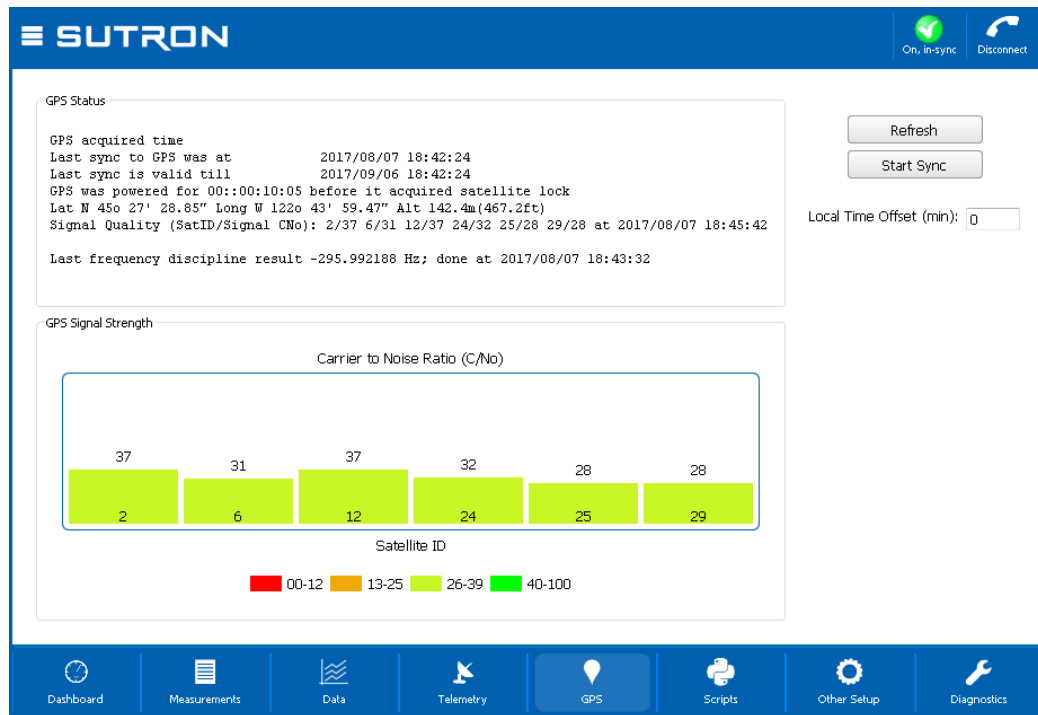 SUTRON
On, in-sync
Disconnect
GPS Status
GPS acquired time
Last sync to GPS was at 2017/08/07 18:42:24
Last sync is valid till 2017/09/06 18:42:24
GPS was powered for 00::00:10:05 before it acquired satellite lock
Lat N 45o 27' 28.85" Long W 122o 43' 59.47" Alt 142.4m(467.2ft)
Signal Quality (SatID/Signal CNo): 2/37 6/31 12/37 24/32 25/28 29/28 at 2017/08/07 18:45:42
Last frequency discipline result -295.992188 Hz; done at 2017/08/07 18:43:32
Refresh
Start Sync
Local Time Offset (min): 0
GPS Signal Strength
Carrier to Noise Ratio (C/No)
37 31 37 32 28 28
2 6 12 24 25 29
Satellite ID
00-12 13-25 26-39 40-100
Dashboard Measurements Data Telemetry GPS Scripts Other Setup Diagnostics